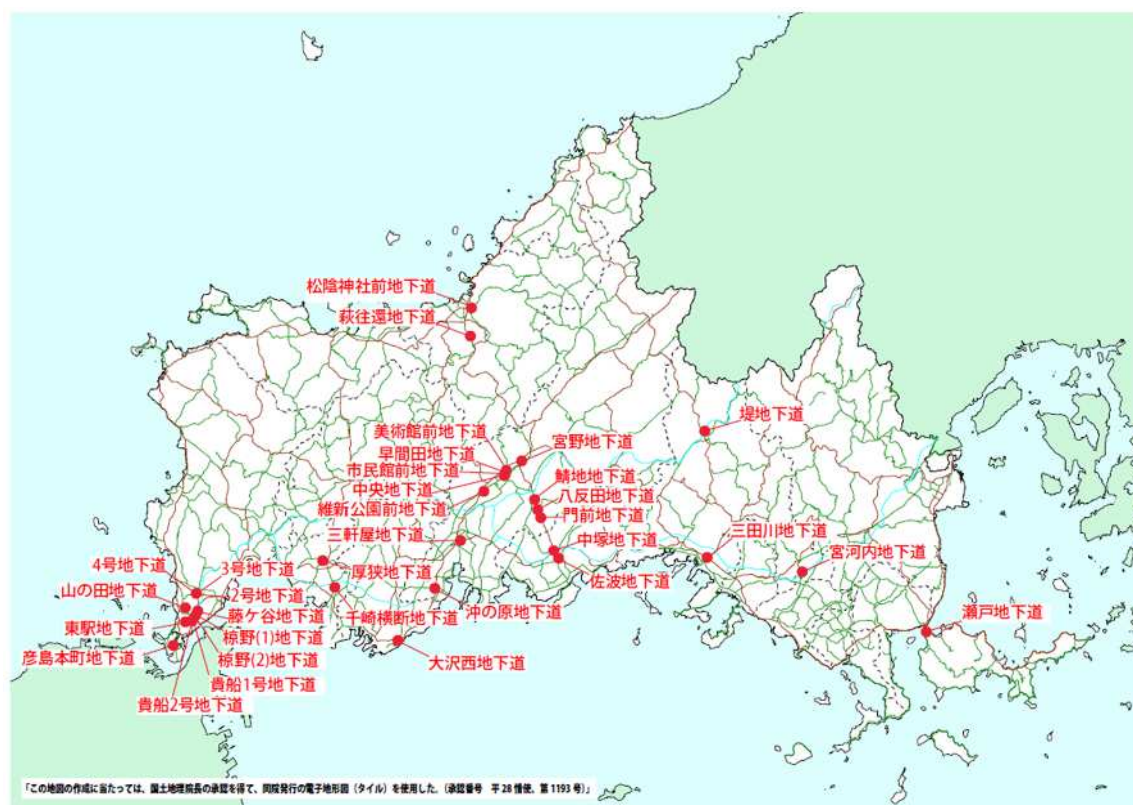 松陰神社前地下道
萩往還地下道
堤地下道
美術館前地下道
宮野地下道
早間田地下道
市民館前地下道
鯖地地下道
中央地下道
八反田地下道
維新公園前地下道
門前地下道
三軒屋地下道
中塚地下道
三田川地下道
宮河内地下道
4号地下道
3号地下道
厚狭地下道
佐波地下道
山の田地下道
2号地下道
藤ケ谷地下道
千崎横断地下道
沖の原地下道
瀬戸地下道
東駅地下道
椋野(1)地下道
彦島本町地下道
椋野(2)地下道
大沢西地下道
貴船1号地下道
貴船2号地下道
「この地図の作成に当たっては、国土地理院長の承認を得て、同院発行の電子地形図（タイル）を使用した。（承認番号　平 28 情使、第 1193 号）」